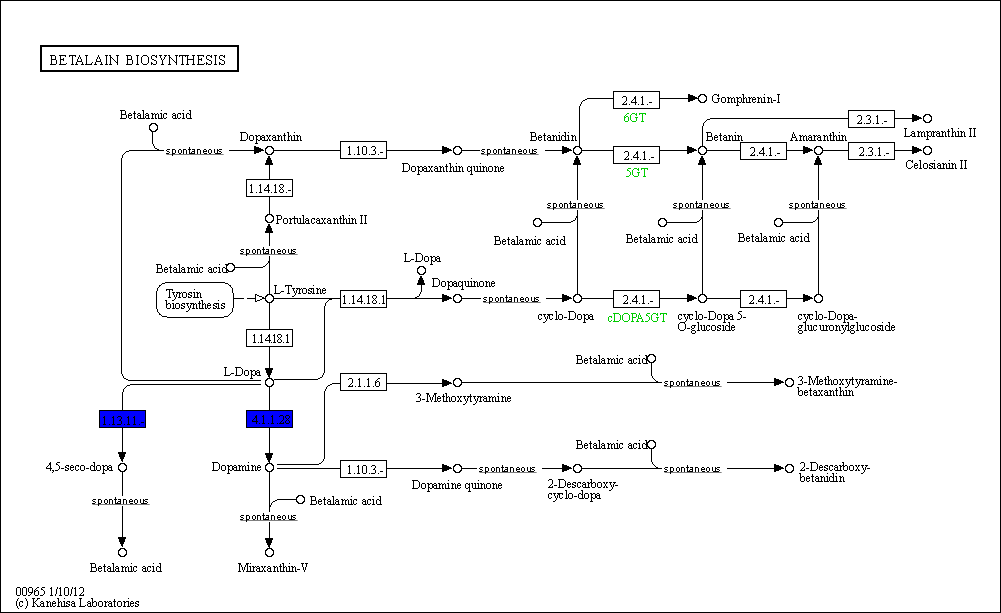 BETALAIN BIOSYNTHESIS
2.4.1.-
Gomphrenin-I
6GT
Betalamic acid
2.3.1.-
Lampranthin II
Dopaxanthin
Betanidin
Betanin
Amaranthin
spontaneous
1.10.3.-
Dopaxanthin quinone
spontaneous
2.4.1.-
5GT
2.4.1.-
2.3.1.-
Celosianin II
1.14.18.-
Portulacaxanthin II
spontaneous
spontaneous
spontaneous
Betalamic acid
Betalamic acid
Betalamic acid
spontaneous
Betalamic acid
L-Dopa
Dopaquinone
Tyrosin
biosynthesis
L-Tyrosine
1.14.18.1
spontaneous
cyclo-Dopa
2.4.1.-
cDOPA5GT
cyclo-Dopa 5-
O-glucoside
2.4.1.-
cyclo-Dopa-
glucuronylglucoside
1.14.18.1
L-Dopa
2.1.1.6
3-Methoxytyramine
Betalamic acid
spontaneous
3-Methoxytyramine-
betaxanthin
1.13.11.-
4,5-seco-dopa
Dopamine
1.10.3.-
Dopamine quinone
spontaneous
2-Descarboxy-
cyclo-dopa
Betalamic acid
spontaneous
2-Descarboxy-
betanidin
spontaneous
Betalamic acid
spontaneous
Betalamic acid
Miraxanthin-V
00965 1/10/12
(c) Kanehisa Laboratories